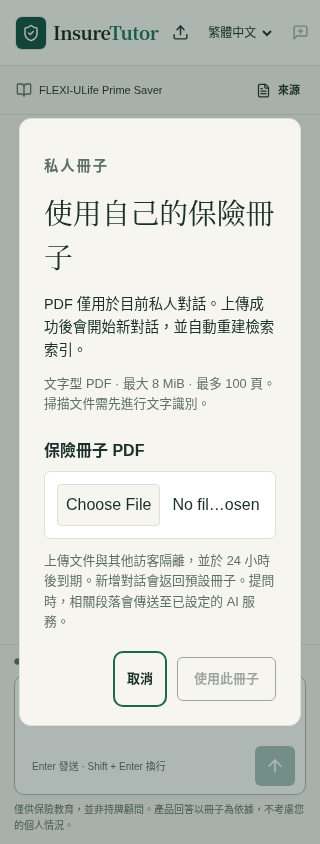 InsureTutor
繁體中文
FLEXI-ULife Prime Saver
來源
私人冊子
使用自己的保險冊
子
PDF 僅用於目前私人對話。上傳成
功後會開始新對話，並自動重建檢索
索引。
文字型 PDF · 最大 8 MiB · 最多 100 頁。
掃描文件需先進行文字識別。
保險冊子 PDF
Choose File No fil…osen
上傳文件與其他訪客隔離，並於 24 小時
後到期。新增對話會返回預設冊子。提問
時，相關段落會傳送至已設定的 AI 服
務。
取消 使用此冊子
Enter 發送 · Shift + Enter 換行
僅供保險教育，並非持牌顧問。產品回答以冊子為依據，不考慮您
的個人情況。